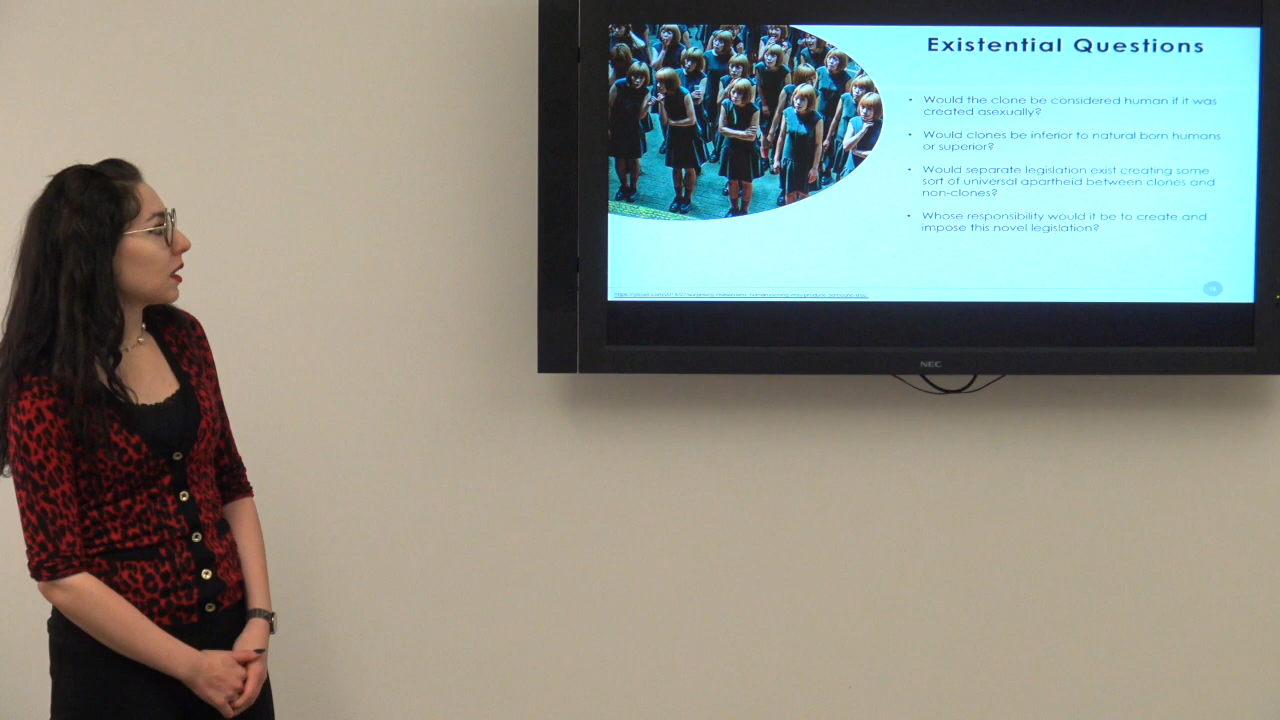 Existential Questions
• Would the clone be considered human if it was
created asexually?
• Would clones be inferior to natural born humans
or superior?
• Would separate legislation exist creating some
sort of universal apartheid between clones and
non-clones?
• Whose responsibility would it be to create and
impose this novel legislation?
NEC